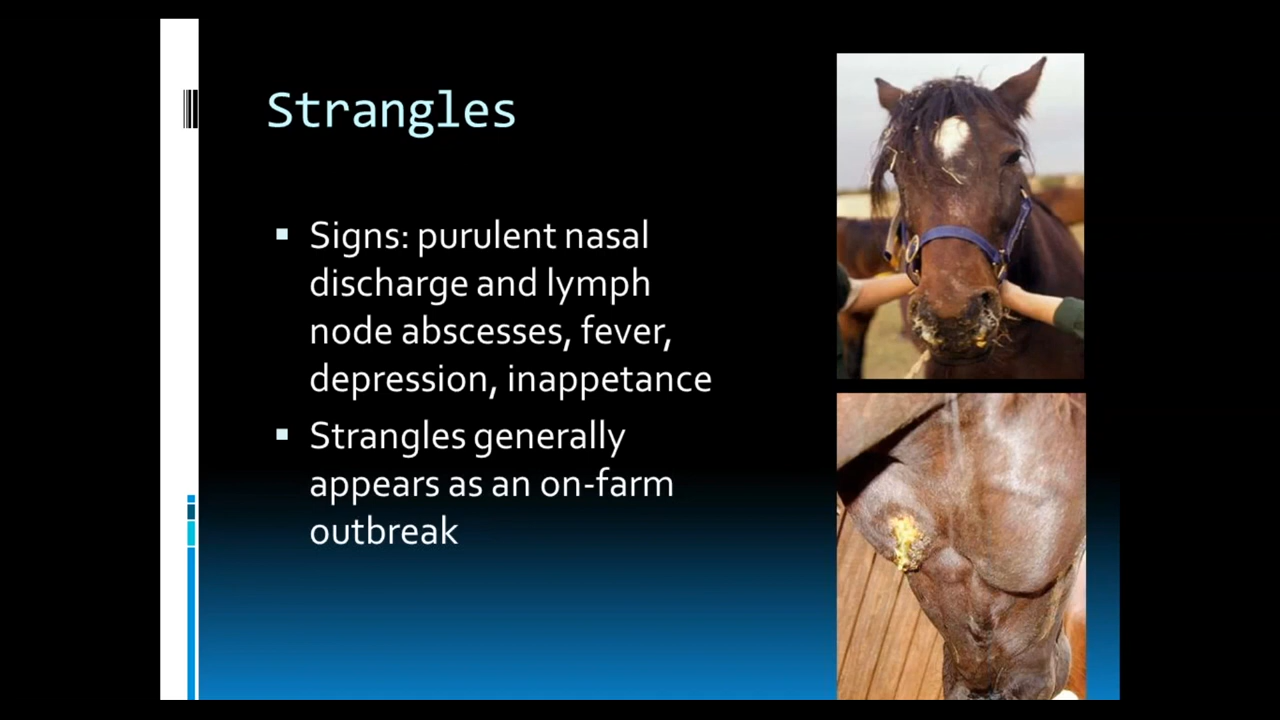 Strangles
▪ Signs: purulent nasal
discharge and lymph
node abscesses, fever,
depression, inappetance
▪ Strangles generally
appears as an on-farm
outbreak